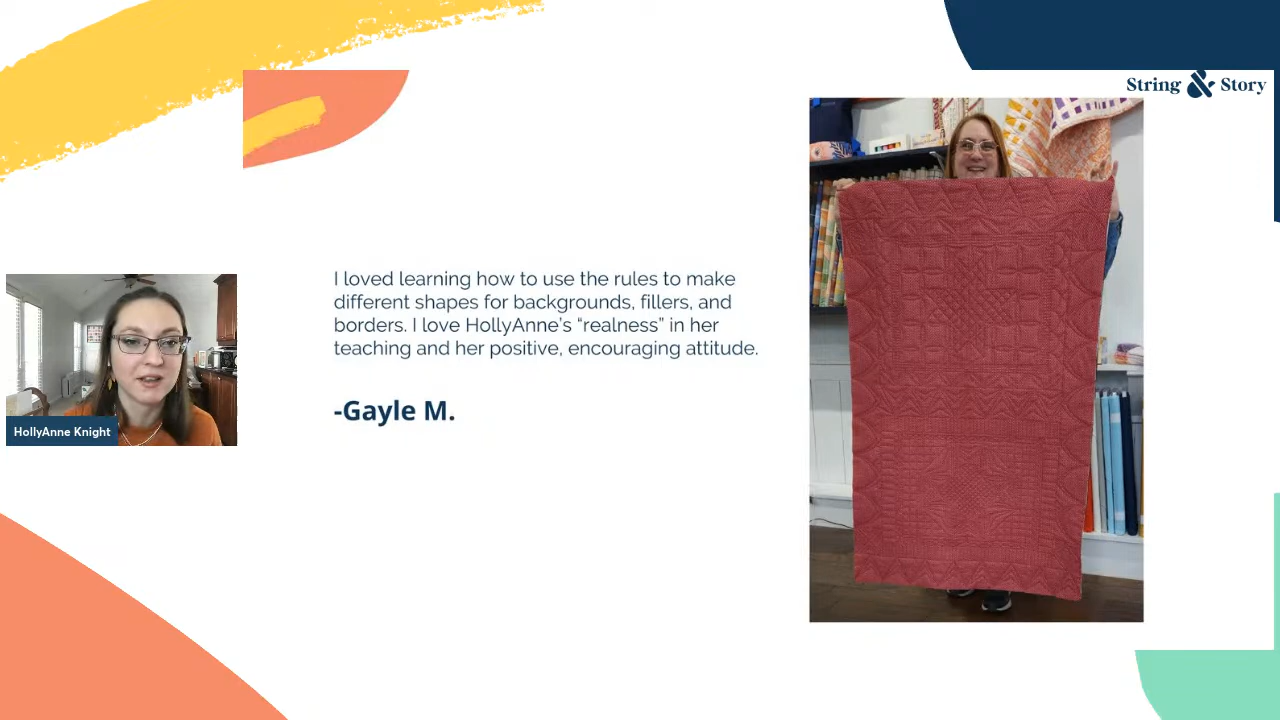 String & Story
I loved learning how to use the rules to make
different shapes for backgrounds, fillers, and
borders. I love HollyAnne's “realness” in her
teaching and her positive, encouraging attitude.
-Gayle M.
HollyAnne Knight